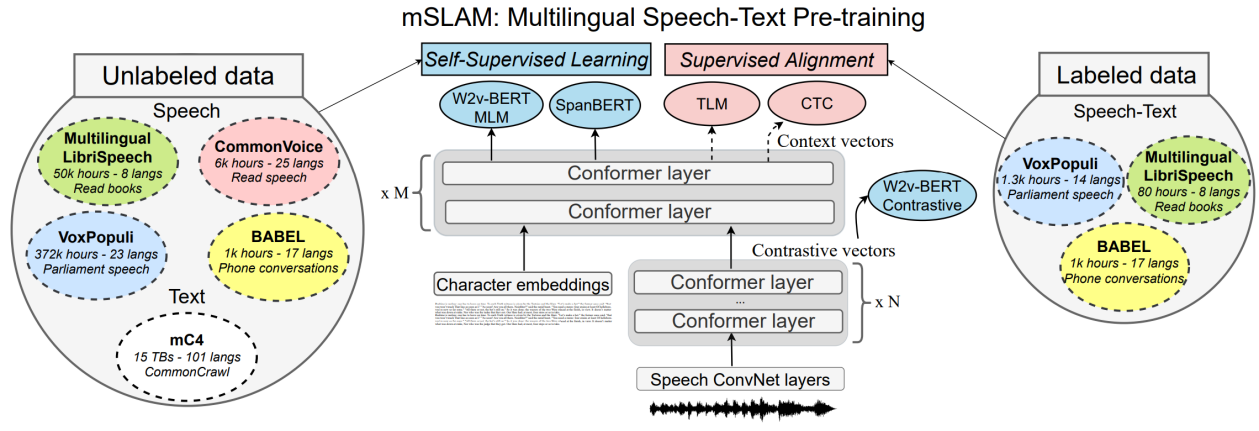 mSLAM: Multilingual Speech-Text Pre-training
Unlabeled data
Speech
Multilingual
LibriSpeech
50k hours - 8 langs
Read books
CommonVoice
6k hours - 25 langs
Read speech
VoxPopuli
372k hours - 23 langs
Parliament speech
BABEL
1k hours - 17 langs
Phone conversations
Text
mC4
15 TBs - 101 langs
CommonCrawl
Self-Supervised Learning
Supervised Alignment
W2v-BERT
MLM
SpanBERT
TLM
CTC
Context vectors
x M
Conformer layer
Conformer layer
W2v-BERT
Contrastive
Contrastive vectors
Character embeddings
Conformer layer
...
Conformer layer
x N
Speech ConvNet layers
Labeled data
Speech-Text
VoxPopuli
1.3k hours - 14 langs
Parliament speech
Multilingual
LibriSpeech
80 hours - 8 langs
Read books
BABEL
1k hours - 17 langs
Phone conversations